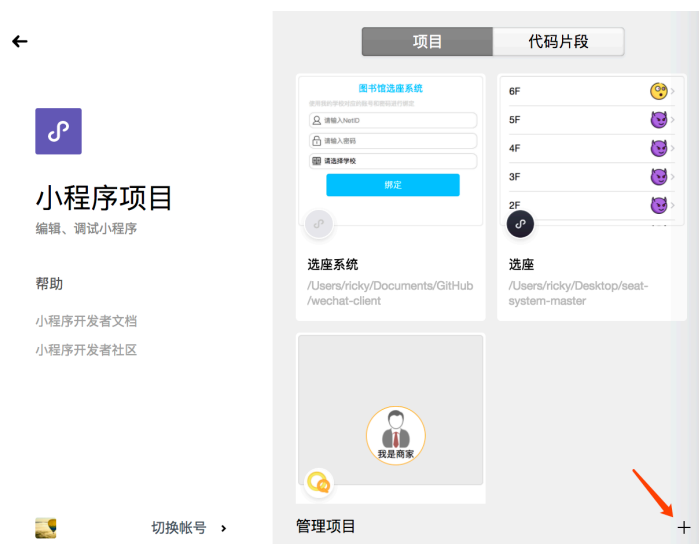 项目
代码片段
小程序项目
编辑、调试小程序
帮助
小程序开发者文档
小程序开发者社区
切换帐号
图书馆选座系统
请输入NetID
请输入密码
请选择学校
绑定
选座系统
/Users/ricky/Documents/GitHub
/wechat-client
6F
5F
4F
3F
2F
选座
/Users/ricky/Desktop/seat-
system-master
我是商家
管理项目